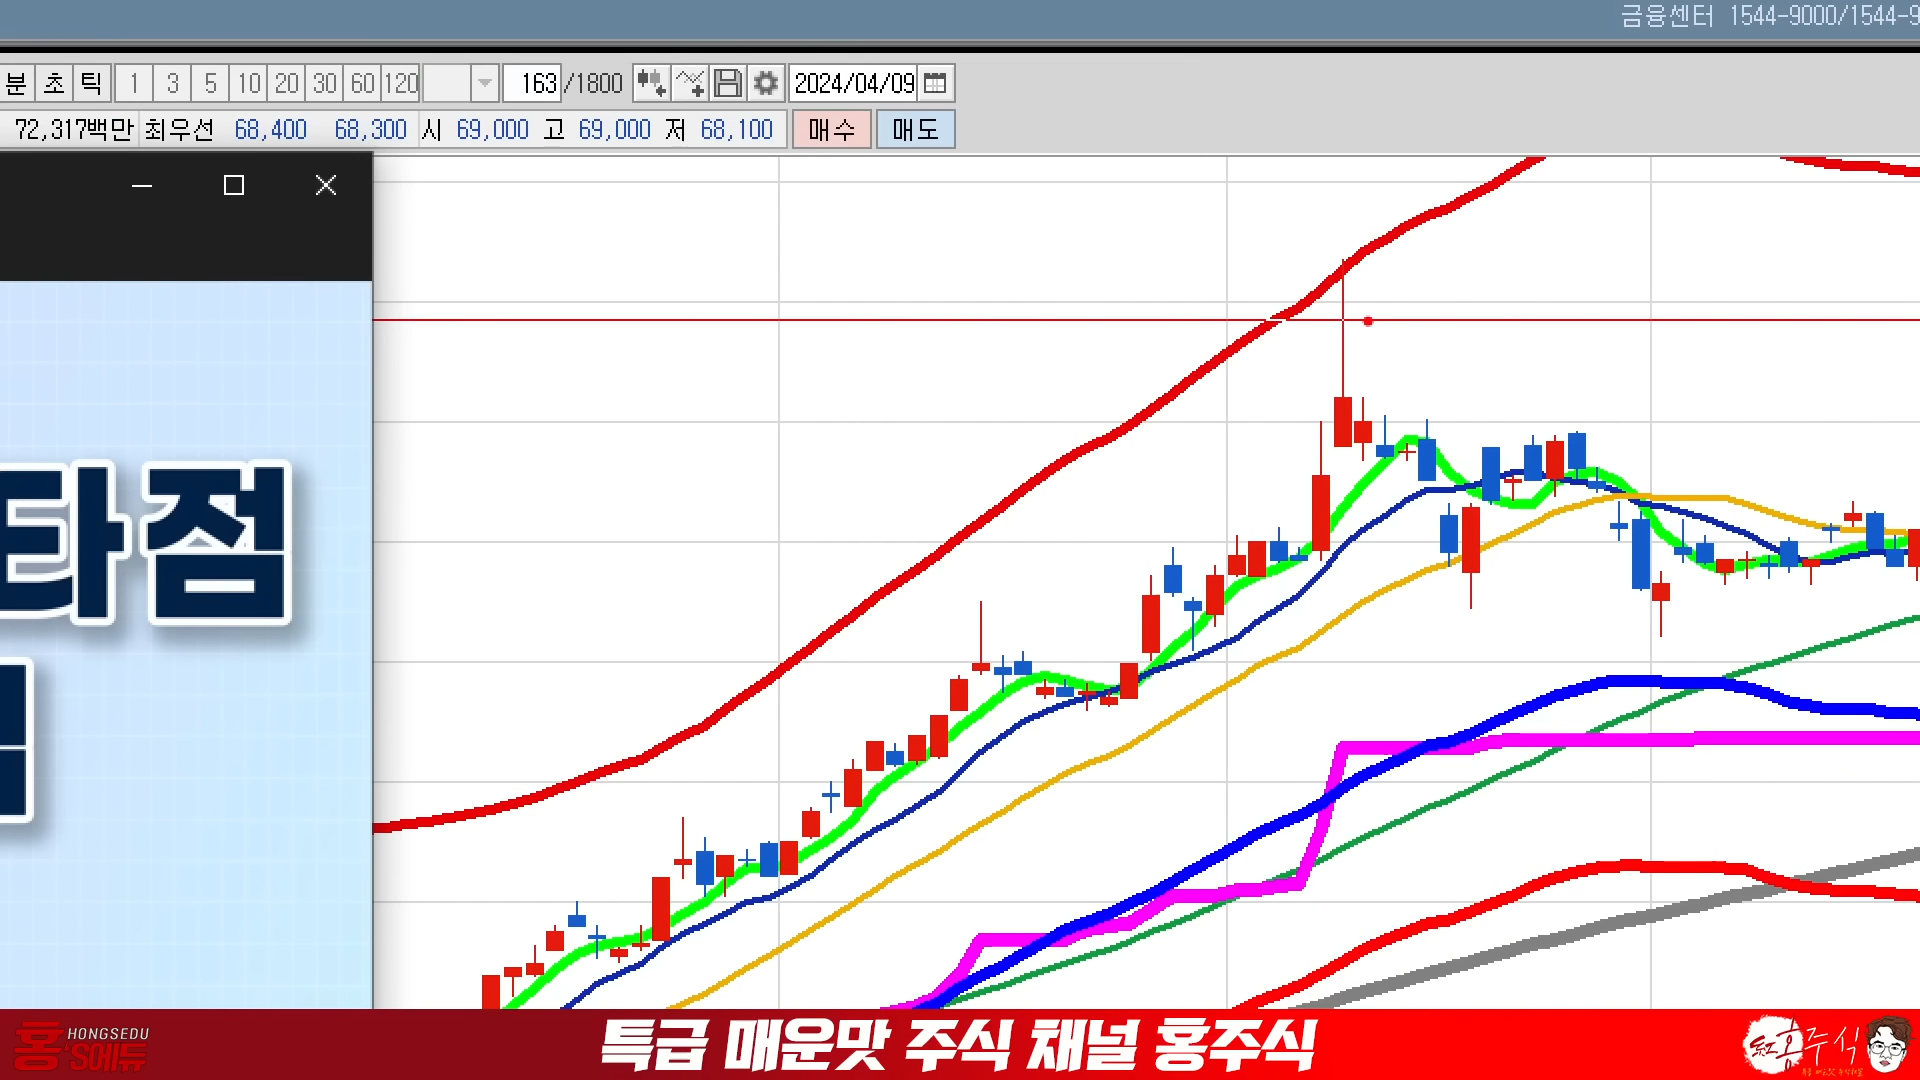 금융센터 1544-9000/1544-9
분 초 틱 1 3 5 10 20 30 60 120 163 /1800 2024/04/09
72,317백만 최우선 68,400 68,300 시 69,000 고 69,000 저 68,100 매수 매도
타점
HONGSEDU
홍'S에듀
특급 매운맛 주식 채널 홍주식
홍주식